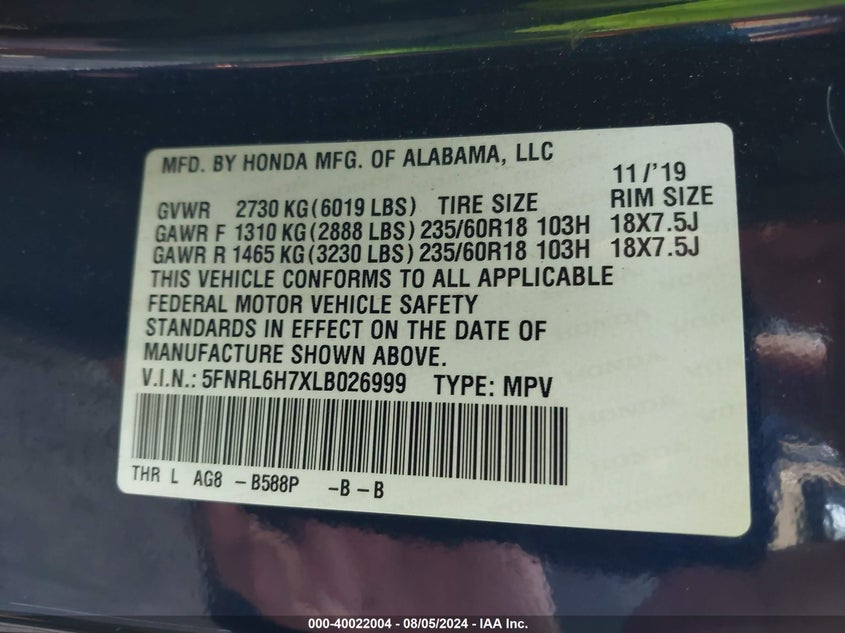 MFD. BY HONDA MFG. OF ALABAMA, LLC
11/'19
GVWR 2730 KG(6019 LBS) TIRE SIZE RIM SIZE
GAWR F 1310 KG(2888 LBS) 235/60R18 103H 18X7.5J
GAWR R 1465 KG(3230 LBS) 235/60R18 103H 18X7.5J
THIS VEHICLE CONFORMS TO ALL APPLICABLE
FEDERAL MOTOR VEHICLE SAFETY
STANDARDS IN EFFECT ON THE DATE OF
MANUFACTURE SHOWN ABOVE.
V.I.N.: 5FNRL6H7XLB026999 TYPE: MPV
THR L AG8 -B588P -B-B
000-40022004 - 08/05/2024 - IAA Inc.